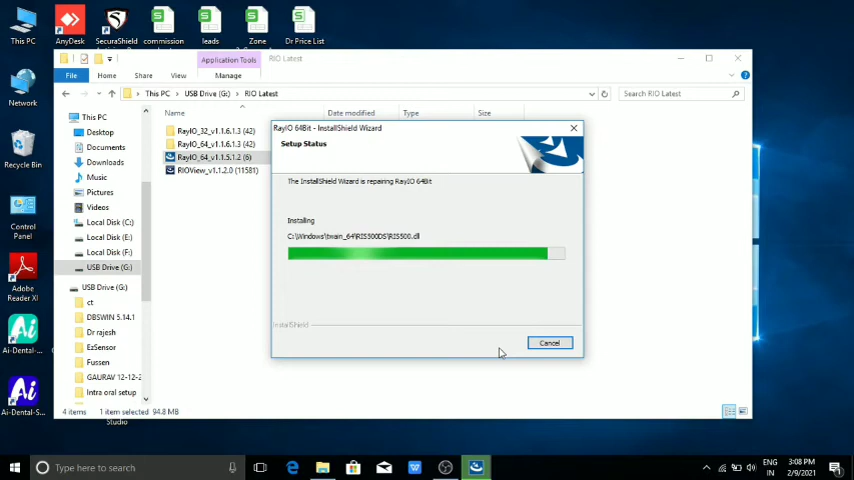 This PC
AnyDesk
SecuraShield
commission
leads
Zone
Dr Price List
Network
Recycle Bin
Control
Panel
Adobe
Reader XI
Ai-Dental-...
Ai-Dental-S...
Studio
Application Tools
RIO Latest
File
Home
Share
View
Manage
This PC > USB Drive (G:) > RIO Latest
Search RIO Latest
Name
Date modified
Type
Size
This PC
Desktop
Documents
Downloads
Music
Pictures
Videos
Local Disk (C:)
Local Disk (E:)
Local Disk (F:)
USB Drive (G:)
USB Drive (G:)
ct
DBSWIN 5.14.1
Dr rajesh
EzSensor
Fussen
GAURAV 12-12-2
Intra oral setup
RayIO_32_v1.1.6.1.3 (42)
RayIO_64_v1.1.6.1.3 (42)
RayIO_64_v1.1.5.1.2 (6)
RIOView_v1.1.2.0 (11581)
RayIO 64Bit - InstallShield Wizard
Setup Status
The InstallShield Wizard is repairing RayIO 64Bit
Installing
C:\Windows\twain_64\RIS500DS\RIS500.dll
InstallShield
Cancel
4 items
1 item selected 94.8 MB
Type here to search
ENG
IN
3:08 PM
2/9/2021
1